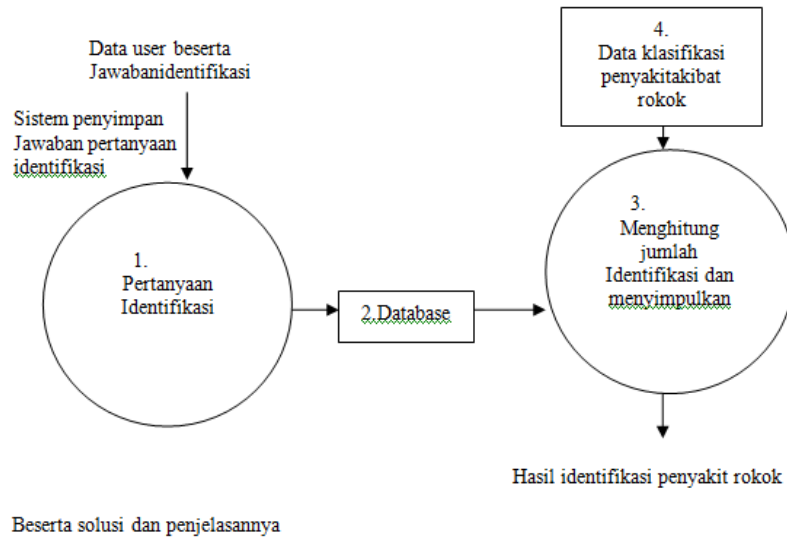 Data user beserta
Jawabanidentifikasi
Sistem penyimpan
Jawaban pertanyaan
identifikasi
1.
Pertanyaan
Identifikasi
2.Database
4.
Data klasifikasi
penyakitakibat
rokok
3.
Menghitung
jumlah
Identifikasi dan
menyimpulkan
Hasil identifikasi penyakit rokok
Beserta solusi dan penjelasannya